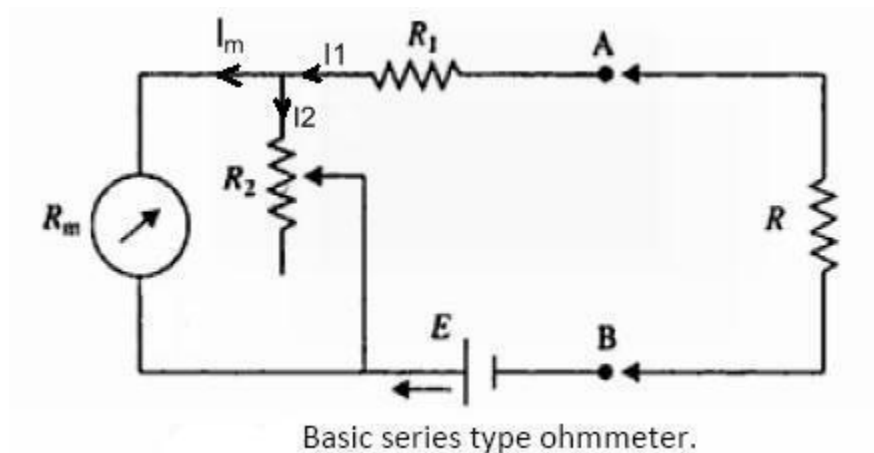 Im
I1
R1
A
I2
R2
Rm
R
E
B
Basic series type ohmmeter.